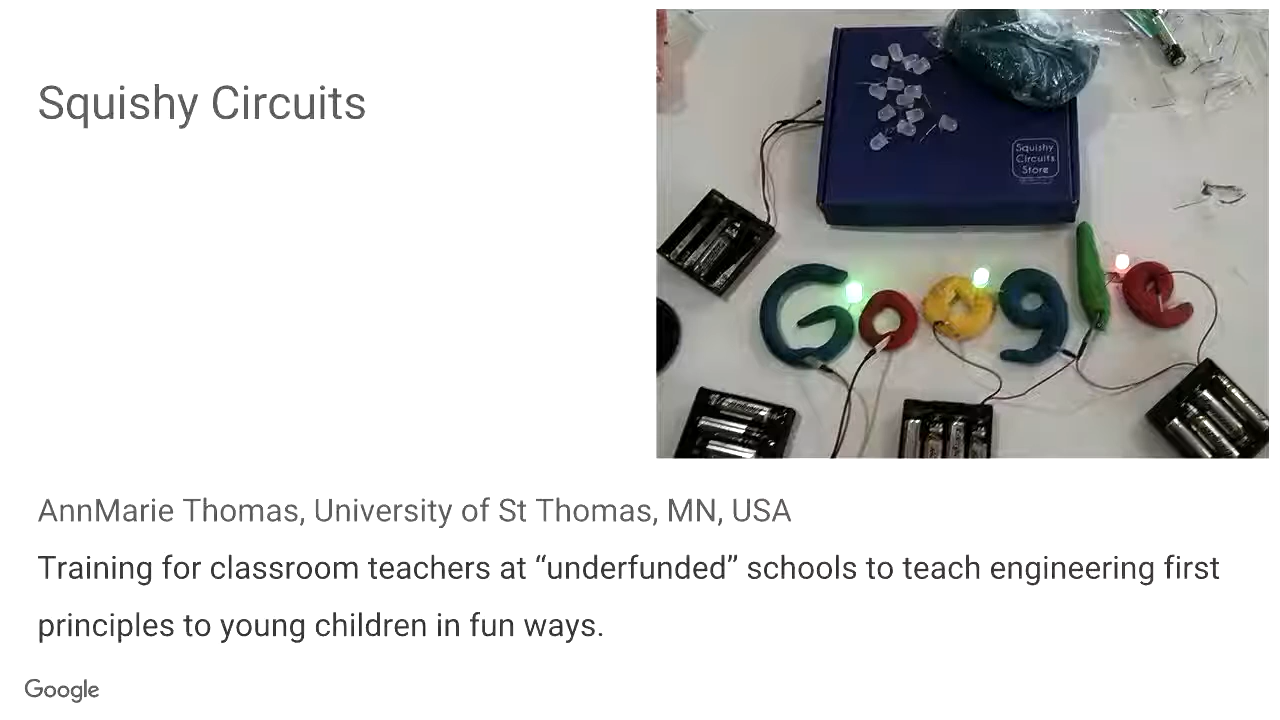 Squishy Circuits
Squishy
Circuits
Store
Google
AnnMarie Thomas, University of St Thomas, MN, USA
Training for classroom teachers at “underfunded” schools to teach engineering first
principles to young children in fun ways.
Google